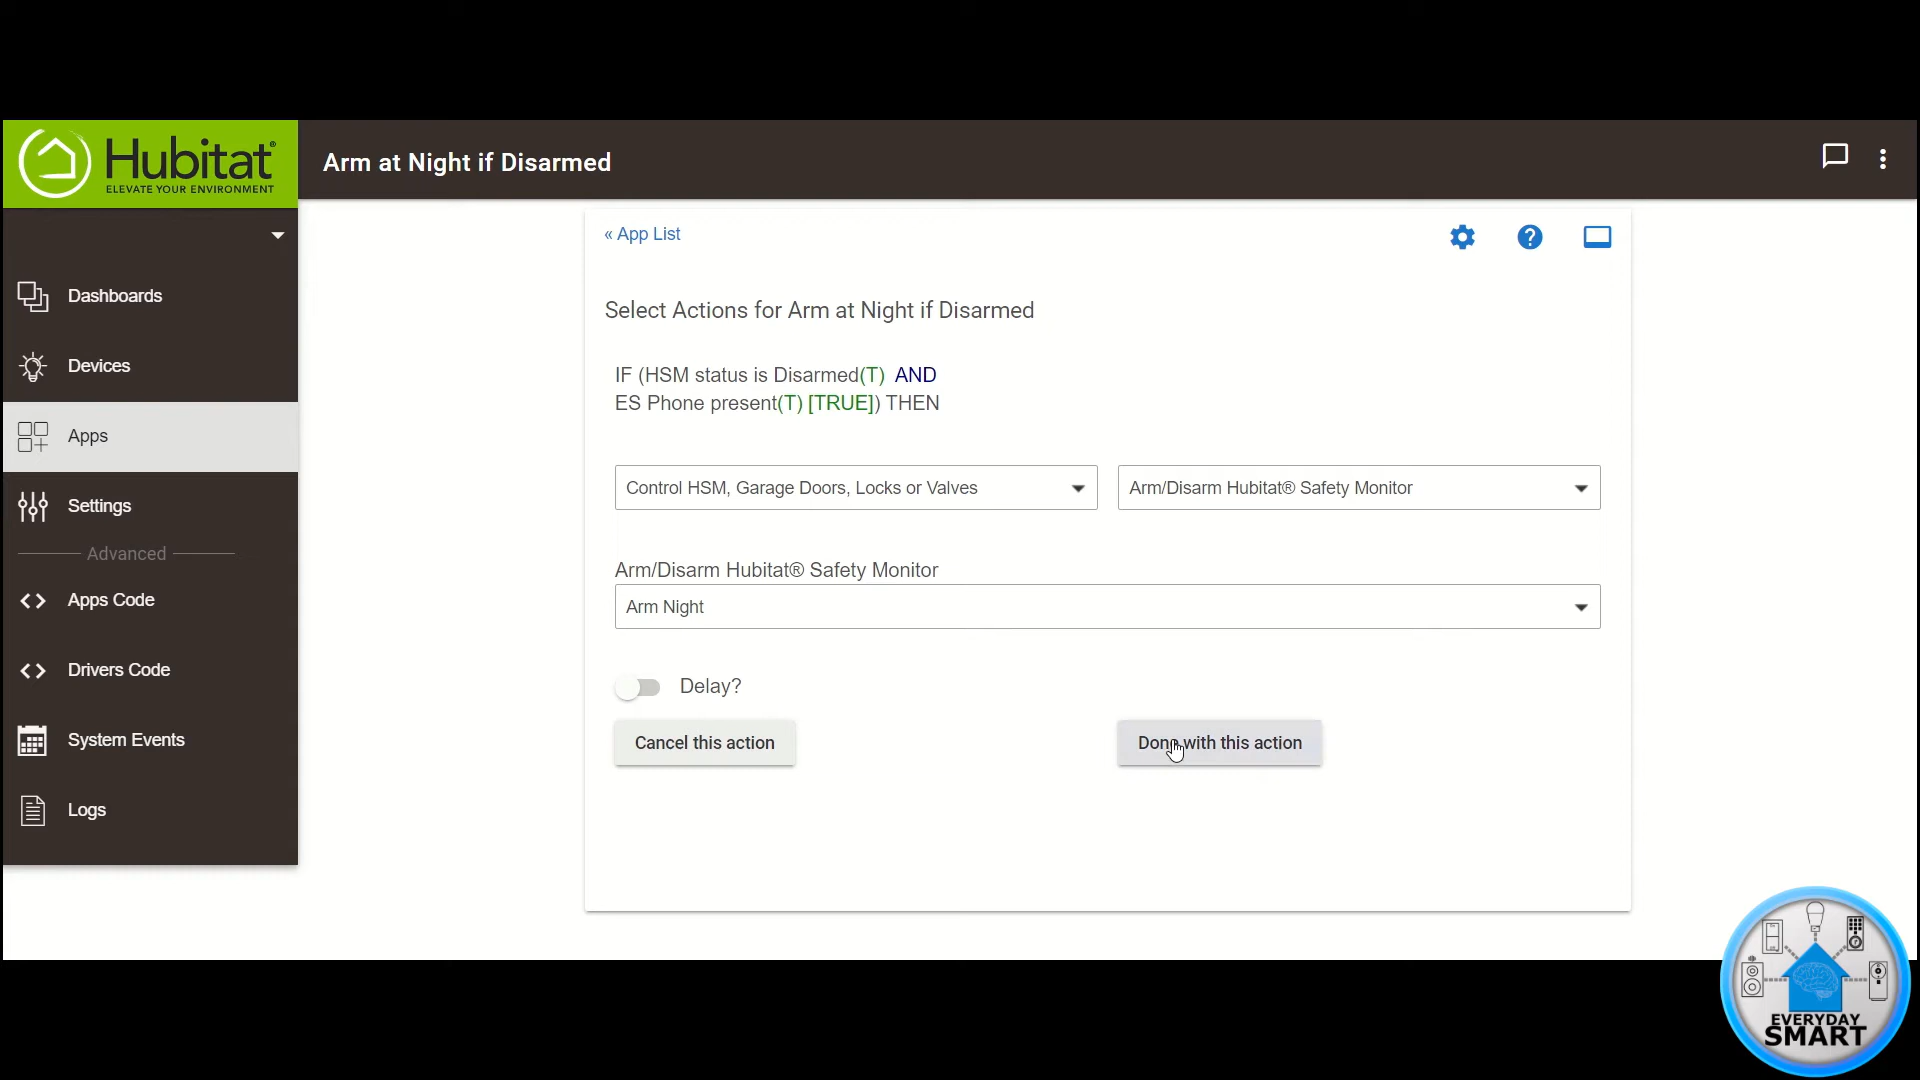 Hubitat®
ELEVATE YOUR ENVIRONMENT
Arm at Night if Disarmed
Dashboards
Devices
Apps
Settings
Advanced
Apps Code
Drivers Code
System Events
Logs
« App List
Select Actions for Arm at Night if Disarmed
IF (HSM status is Disarmed(T) AND
ES Phone present(T) [TRUE]) THEN
Control HSM, Garage Doors, Locks or Valves
Arm/Disarm Hubitat® Safety Monitor
Arm/Disarm Hubitat® Safety Monitor
Arm Night
Delay?
Cancel this action
Done with this action
EVERYDAY
SMART